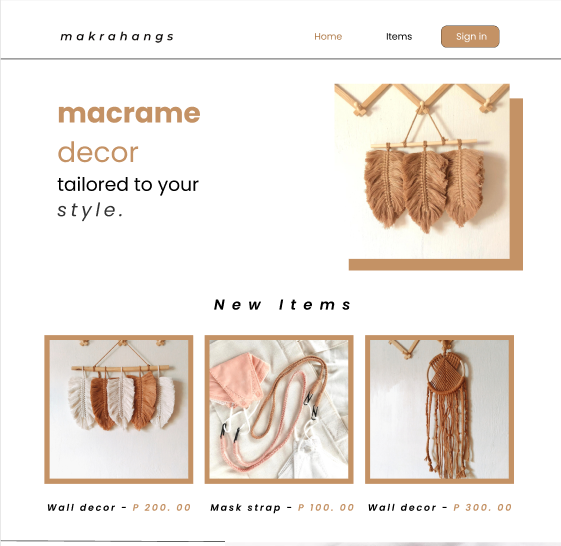 makrahangs
Home
Items
Sign in
macrame
decor
tailored to your
style.
New Items
Wall decor - P 200. 00
Mask strap - P 100. 00
Wall decor - P 300. 00